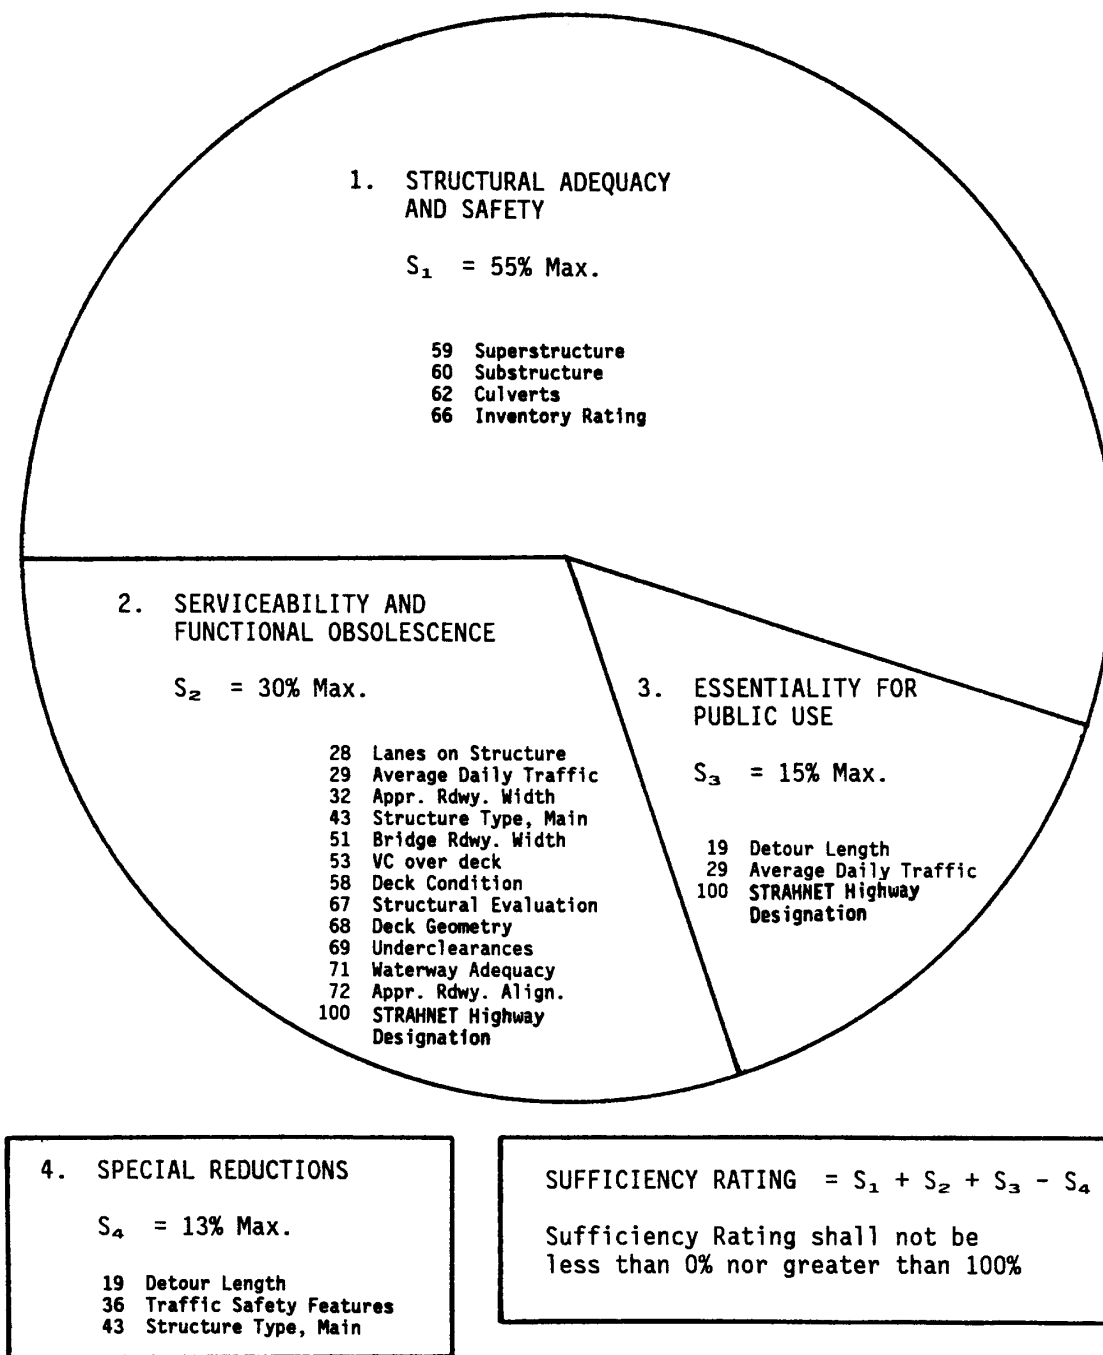 1. STRUCTURAL ADEQUACY
AND SAFETY
S₁ = 55% Max.
59 Superstructure
60 Substructure
62 Culverts
66 Inventory Rating
2. SERVICEABILITY AND
FUNCTIONAL OBSOLESCENCE
S₂ = 30% Max.
28 Lanes on Structure
29 Average Daily Traffic
32 Appr. Rdwy. Width
43 Structure Type, Main
51 Bridge Rdwy. Width
53 VC over deck
58 Deck Condition
67 Structural Evaluation
68 Deck Geometry
69 Underclearances
71 Waterway Adequacy
72 Appr. Rdwy. Align.
100 STRAHNET Highway
Designation
3. ESSENTIALITY FOR
PUBLIC USE
S₃ = 15% Max.
19 Detour Length
29 Average Daily Traffic
100 STRAHNET Highway
Designation
4. SPECIAL REDUCTIONS
S₄ = 13% Max.
19 Detour Length
36 Traffic Safety Features
43 Structure Type, Main
SUFFICIENCY RATING = S₁ + S₂ + S₃ - S₄
Sufficiency Rating shall not be
less than 0% nor greater than 100%